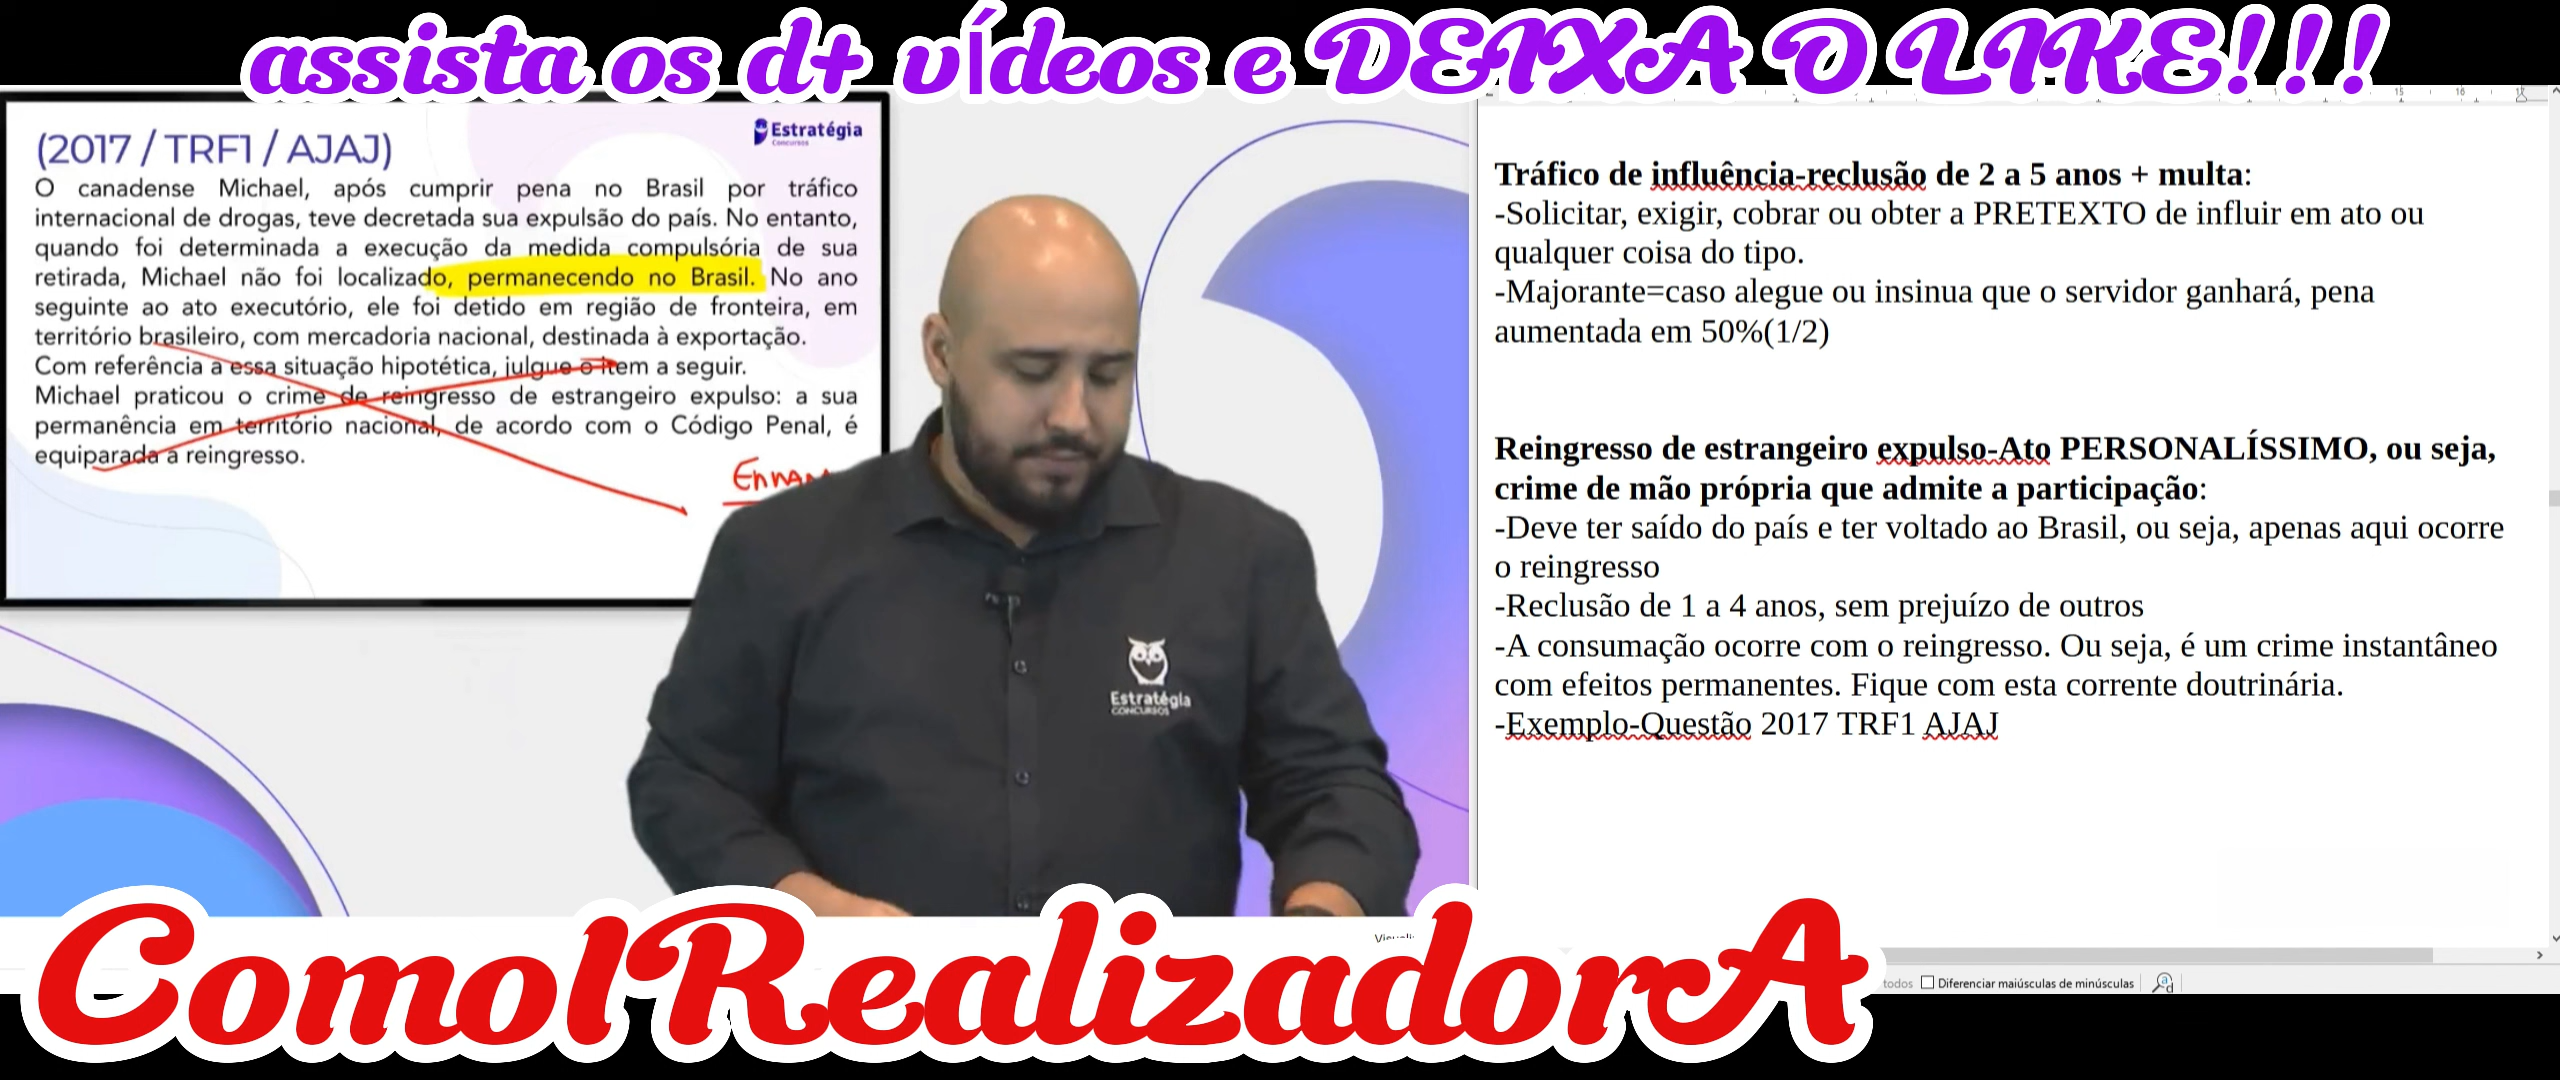 assista os d+ vídeos e DEIXA O LIKE!!!
(2017 / TRF1 / AJAJ)
Estratégia
Concursos
O canadense Michael, após cumprir pena no Brasil por tráfico
internacional de drogas, teve decretada sua expulsão do país. No entanto,
quando foi determinada a execução da medida compulsória de sua
retirada, Michael não foi localizado, permanecendo no Brasil. No ano
seguinte ao ato executório, ele foi detido em região de fronteira, em
território brasileiro, com mercadoria nacional, destinada à exportação.
Com referência a essa situação hipotética, julgue o item a seguir.
Michael praticou o crime de reingresso de estrangeiro expulso: a sua
permanência em território nacional, de acordo com o Código Penal, é
equiparada a reingresso.
Estratégia
CONCURSOS
15 16 17
Tráfico de influência-reclusão de 2 a 5 anos + multa:
-Solicitar, exigir, cobrar ou obter a PRETEXTO de influir em ato ou
qualquer coisa do tipo.
-Majorante=caso alegue ou insinua que o servidor ganhará, pena
aumentada em 50%(1/2)
Reingresso de estrangeiro expulso-Ato PERSONALÍSSIMO, ou seja,
crime de mão própria que admite a participação:
-Deve ter saído do país e ter voltado ao Brasil, ou seja, apenas aqui ocorre
o reingresso
-Reclusão de 1 a 4 anos, sem prejuízo de outros
-A consumação ocorre com o reingresso. Ou seja, é um crime instantâneo
com efeitos permanentes. Fique com esta corrente doutrinária.
-Exemplo-Questão 2017 TRF1 AJAJ
todos Diferenciar maiúsculas de minúsculas
ComolRealizadorA